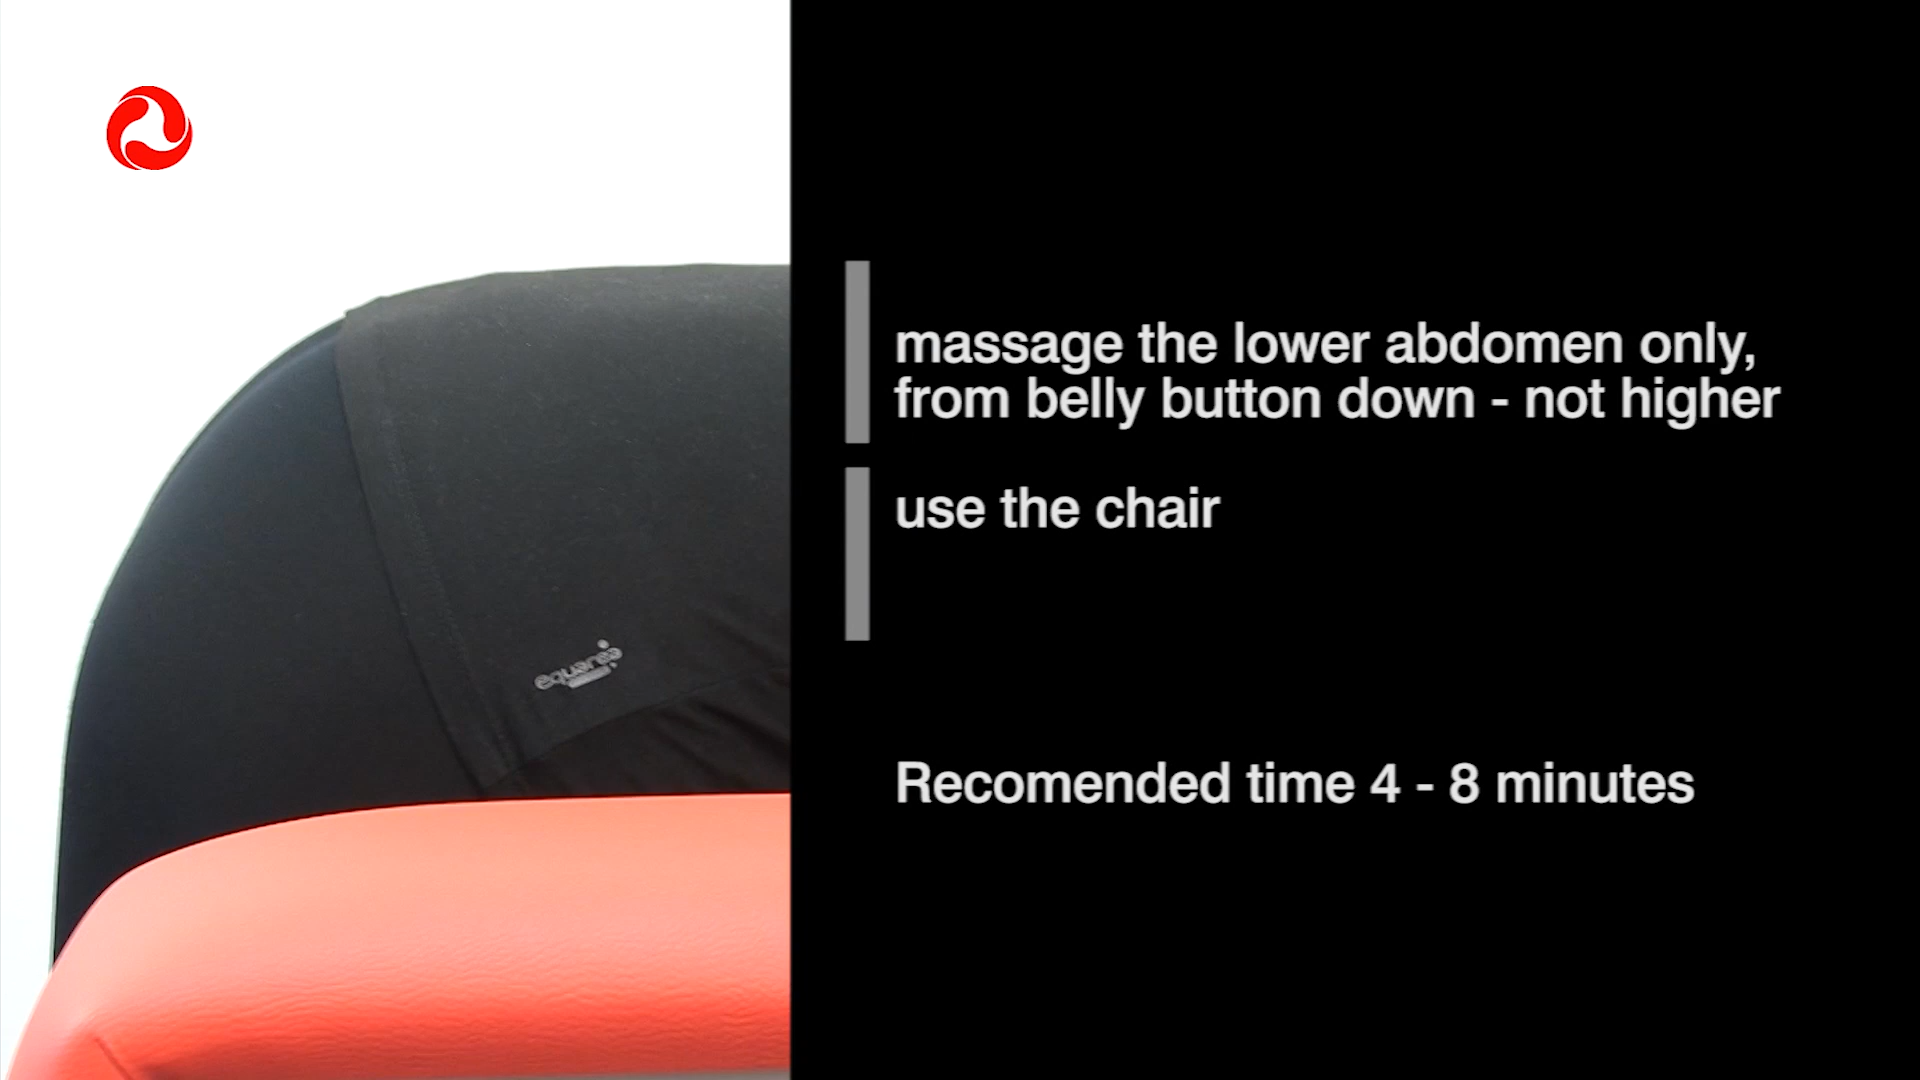 massage the lower abdomen only,
from belly button down - not higher
use the chair
Recomended time 4 - 8 minutes